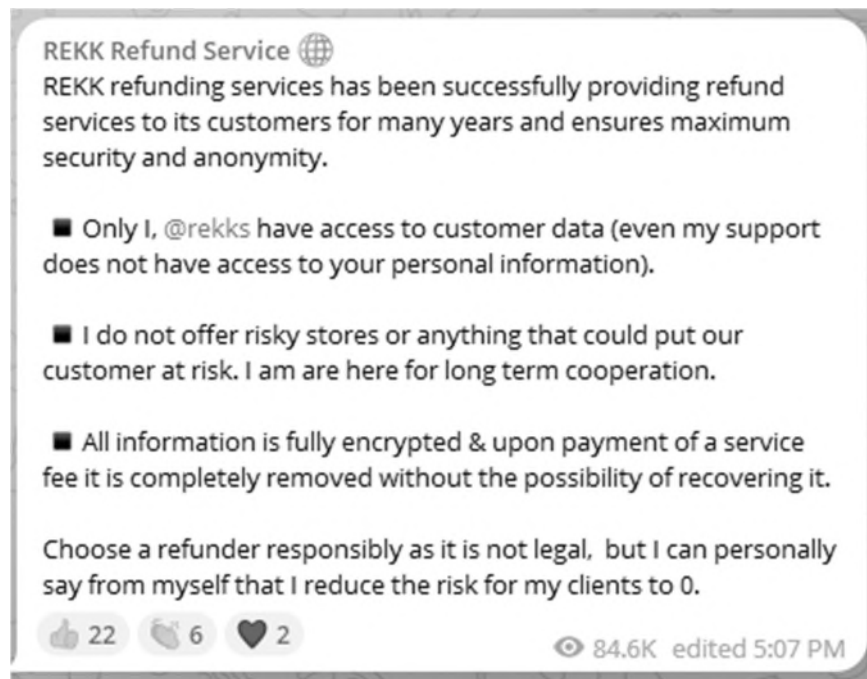 REKK Refund Service
REKK refunding services has been successfully providing refund
services to its customers for many years and ensures maximum
security and anonymity.
◾ Only I, @rekks have access to customer data (even my support
does not have access to your personal information).
◾ I do not offer risky stores or anything that could put our
customer at risk. I am are here for long term cooperation.
◾ All information is fully encrypted & upon payment of a service
fee it is completely removed without the possibility of recovering it.
Choose a refunder responsibly as it is not legal,  but I can personally
say from myself that I reduce the risk for my clients to 0.
22 6 2
84.6K edited 5:07 PM